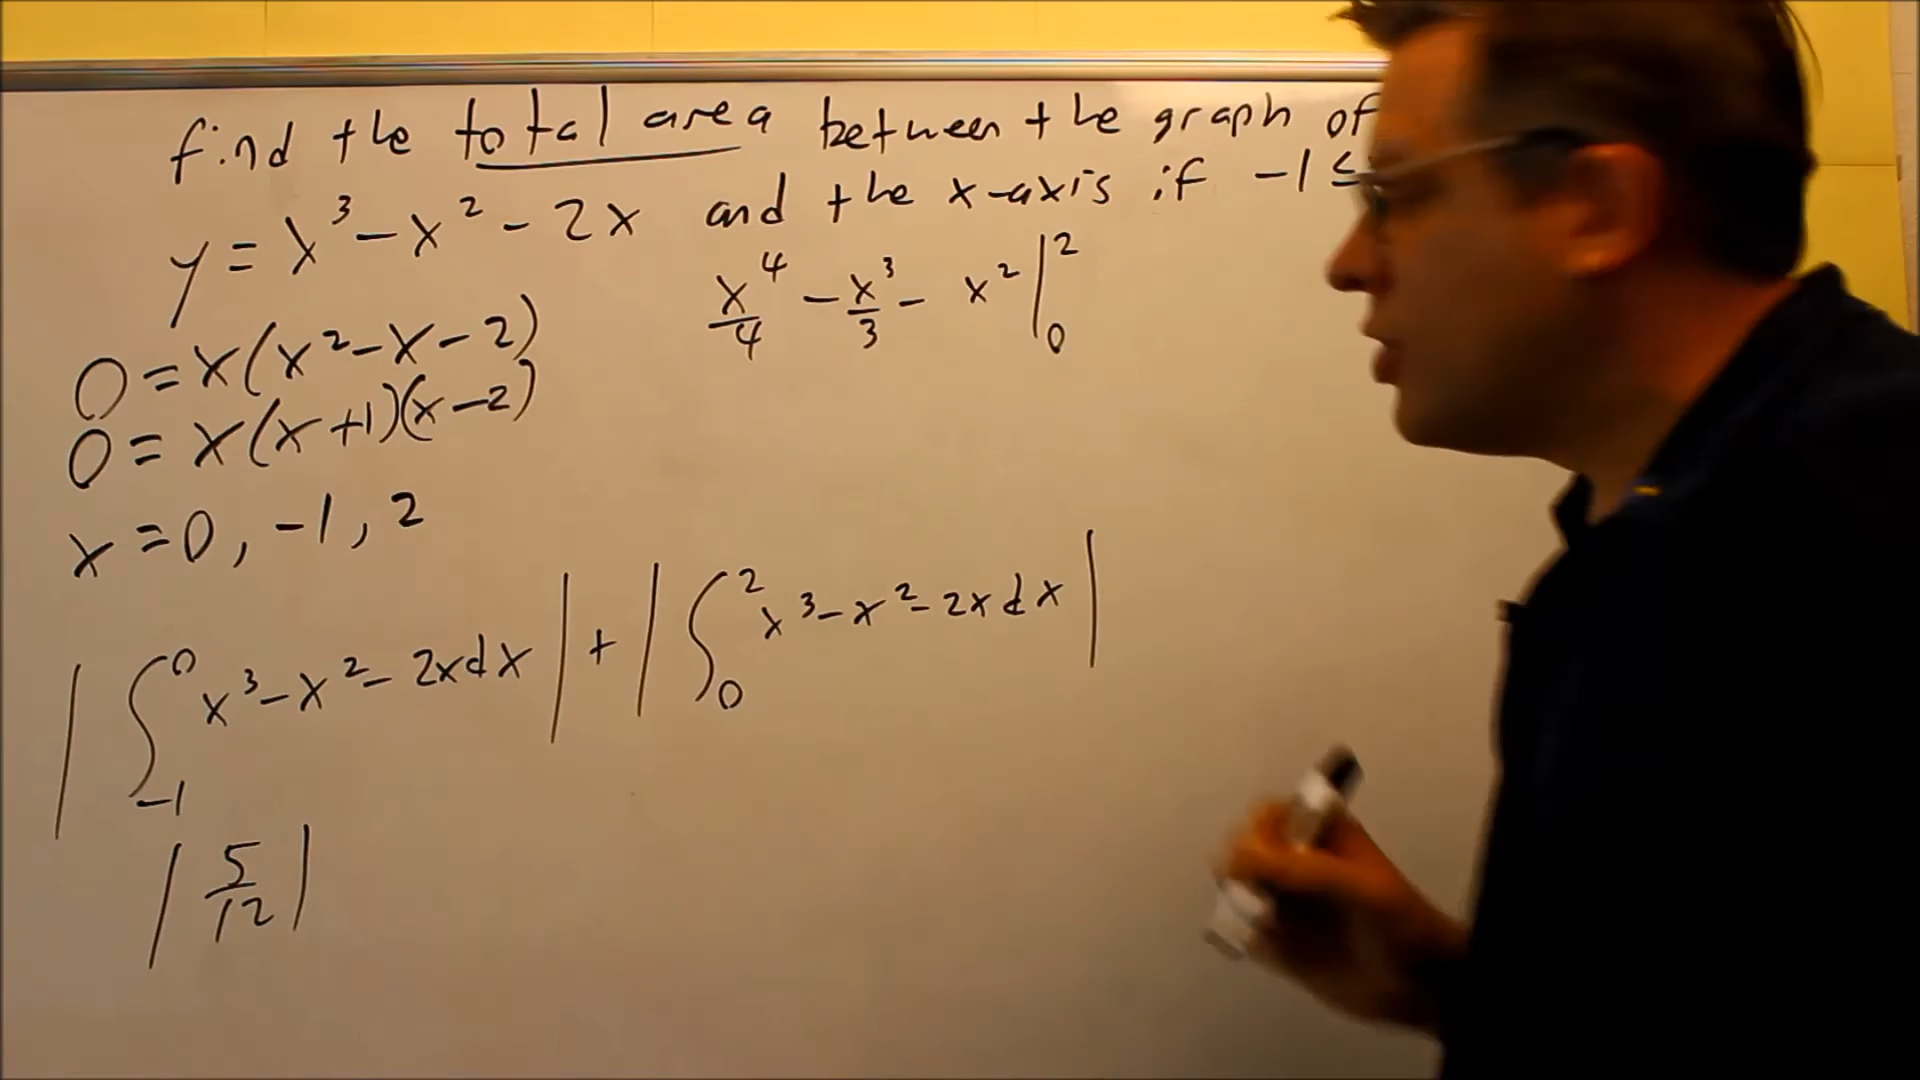 find the total area between the graph of
y = x³ - x² - 2x and the x-axis if -1 ≤
x⁴/4 - x³/3 - x² |₀²
0 = x(x² - x - 2)
0 = x(x+1)(x-2)
x = 0, -1, 2
|∫₋₁⁰ x³ - x² - 2x dx| + |∫₀² x³ - x² - 2x dx|
|5/12|